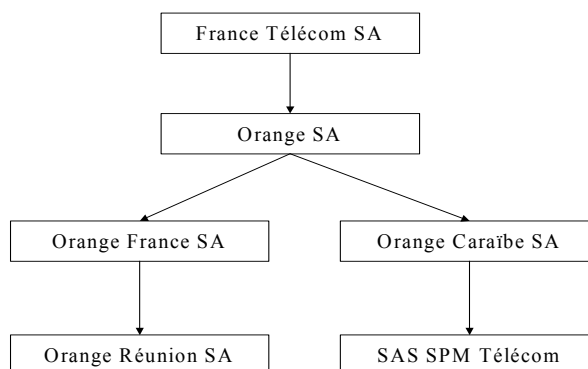 France Télécom SA
Orange SA
Orange France SA
Orange Caraïbe SA
Orange Réunion SA
SAS SPM Télécom